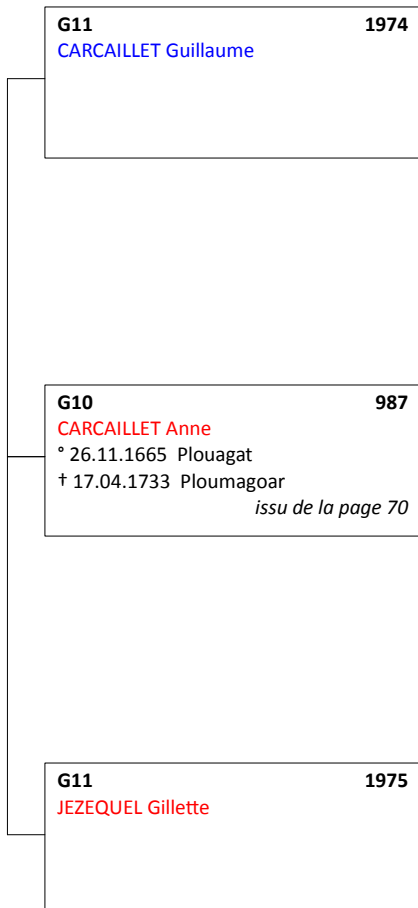 G11 1974
CARCAILLET Guillaume
G10 987
CARCAILLET Anne
° 26.11.1665 Plouagat
† 17.04.1733 Ploumagoar
issu de la page 70
G11 1975
JEZEQUEL Gillette